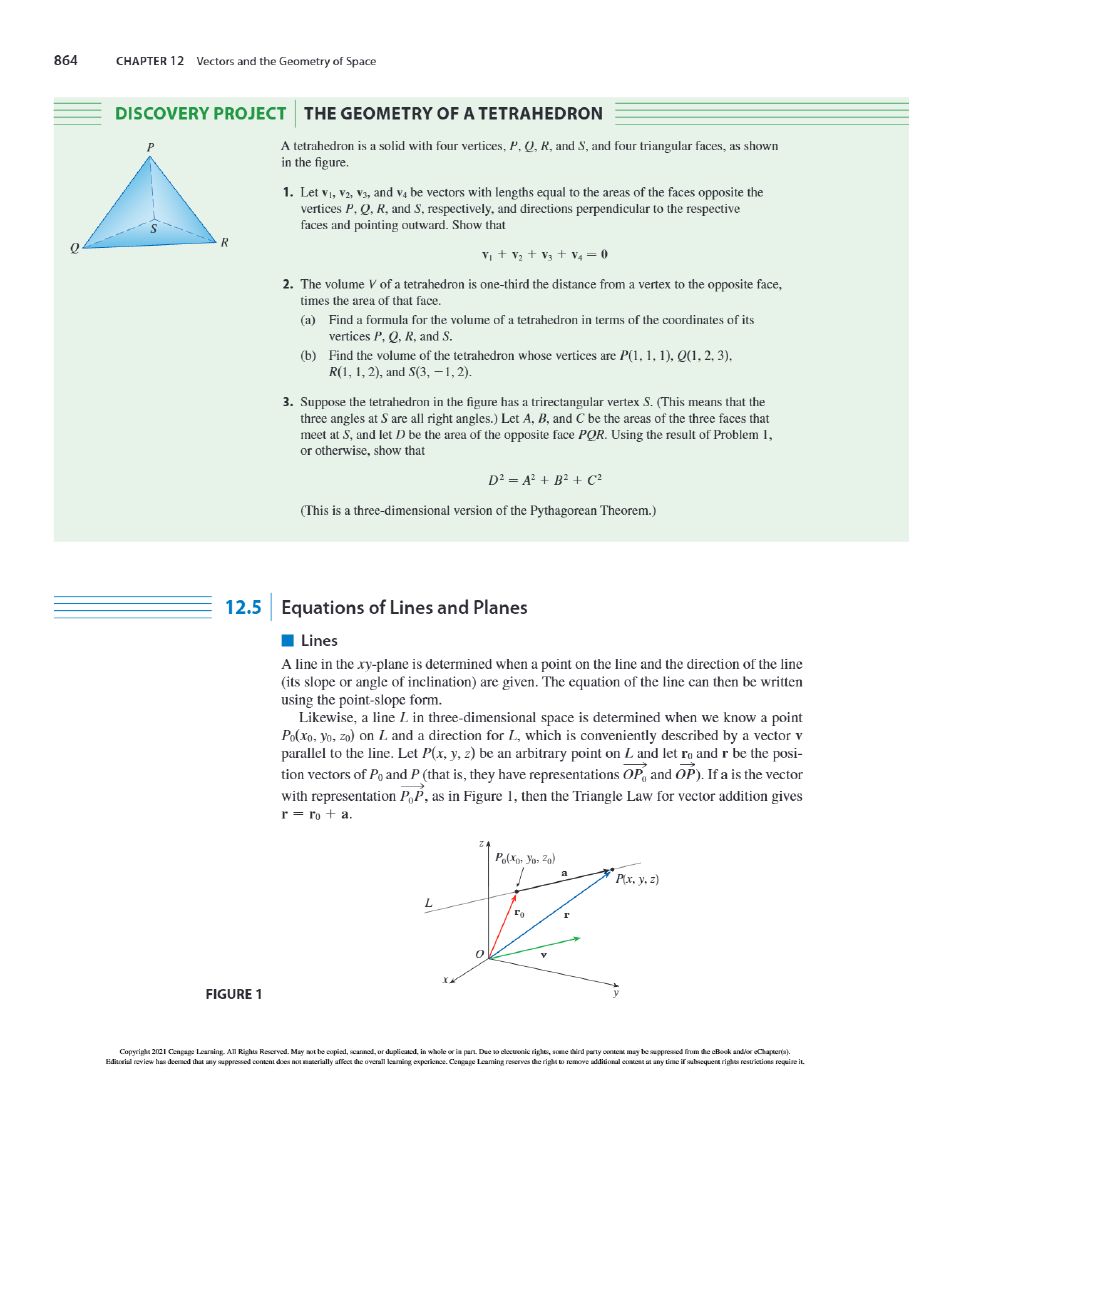 864 CHAPTER 12 Vectors and the Geometry of Space
DISCOVERY PROJECT THE GEOMETRY OF A TETRAHEDRON
P
S
Q
R
A tetrahedron is a solid with four vertices, P, Q, R, and S, and four triangular faces, as shown
in the figure.
1. Let v₁, v₂, v₃, and v₄ be vectors with lengths equal to the areas of the faces opposite the
vertices P, Q, R, and S, respectively, and directions perpendicular to the respective
faces and pointing outward. Show that
v₁ + v₂ + v₃ + v₄ = 0
2. The volume V of a tetrahedron is one-third the distance from a vertex to the opposite face,
times the area of that face.
(a) Find a formula for the volume of a tetrahedron in terms of the coordinates of its
vertices P, Q, R, and S.
(b) Find the volume of the tetrahedron whose vertices are P(1, 1, 1), Q(1, 2, 3),
R(1, 1, 2), and S(3, −1, 2).
3. Suppose the tetrahedron in the figure has a trirectangular vertex S. (This means that the
three angles at S are all right angles.) Let A, B, and C be the areas of the three faces that
meet at S, and let D be the area of the opposite face PQR. Using the result of Problem 1,
or otherwise, show that
D² = A² + B² + C²
(This is a three-dimensional version of the Pythagorean Theorem.)
12.5 Equations of Lines and Planes
Lines
A line in the xy-plane is determined when a point on the line and the direction of the line
(its slope or angle of inclination) are given. The equation of the line can then be written
using the point-slope form.
Likewise, a line L in three-dimensional space is determined when we know a point
P₀(x₀, y₀, z₀) on L and a direction for L, which is conveniently described by a vector v
parallel to the line. Let P(x, y, z) be an arbitrary point on L and let r₀ and r be the posi-
tion vectors of P₀ and P (that is, they have representations OP₀ and OP). If a is the vector
with representation P₀P, as in Figure 1, then the Triangle Law for vector addition gives
r = r₀ + a.
z
P₀(x₀, y₀, z₀)
a
P(x, y, z)
L
r₀
r
O
v
x
y
FIGURE 1
Copyright 2021 Cengage Learning. All Rights Reserved. May not be copied, scanned, or duplicated, in whole or in part. Due to electronic rights, some third party content may be suppressed from the eBook and/or eChapter(s).
Editorial review has deemed that any suppressed content does not materially affect the overall learning experience. Cengage Learning reserves the right to remove additional content at any time if subsequent rights restrictions require it.